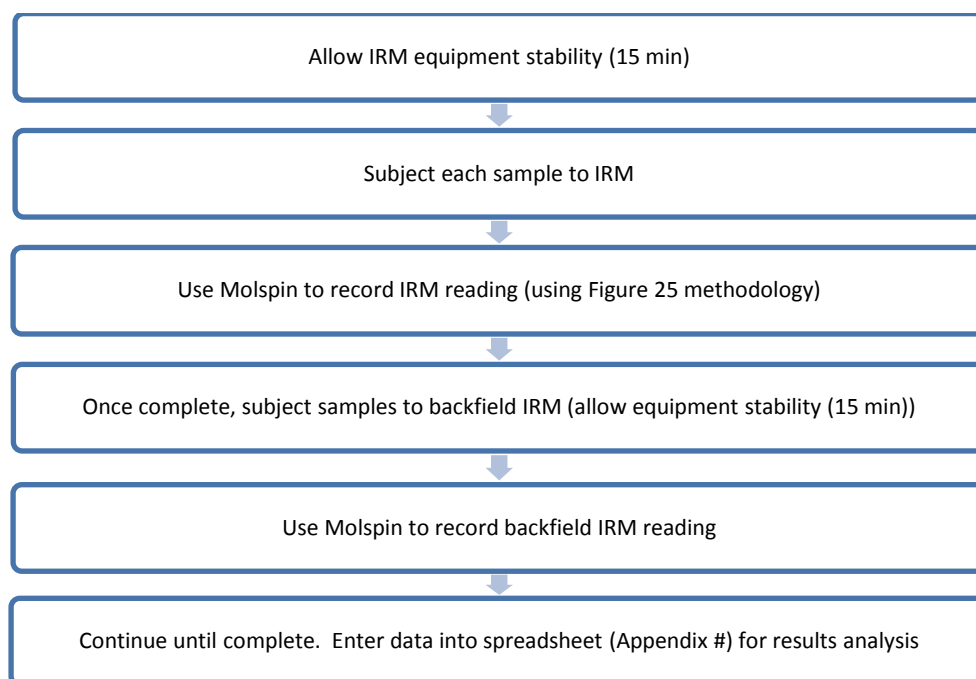 Allow IRM equipment stability (15 min)
Subject each sample to IRM
Use Molspin to record IRM reading (using Figure 25 methodology)
Once complete, subject samples to backfield IRM (allow equipment stability (15 min))
Use Molspin to record backfield IRM reading
Continue until complete.  Enter data into spreadsheet (Appendix #) for results analysis